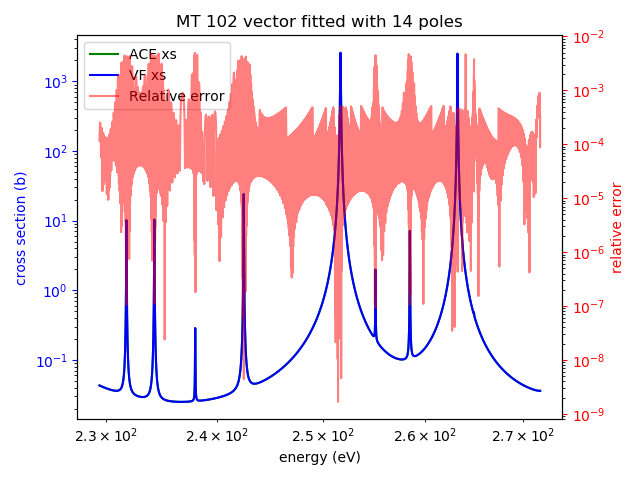 MT 102 vector fitted with 14 poles
ACE xs
VF xs
Relative error
cross section (b)
10³
10²
10¹
10⁰
10⁻¹
10⁻²
10⁻³
10⁻⁴
10⁻⁵
10⁻⁶
10⁻⁷
10⁻⁸
10⁻⁹
relative error
2.3 × 10² 2.4 × 10² 2.5 × 10² 2.6 × 10² 2.7 × 10²
energy (eV)